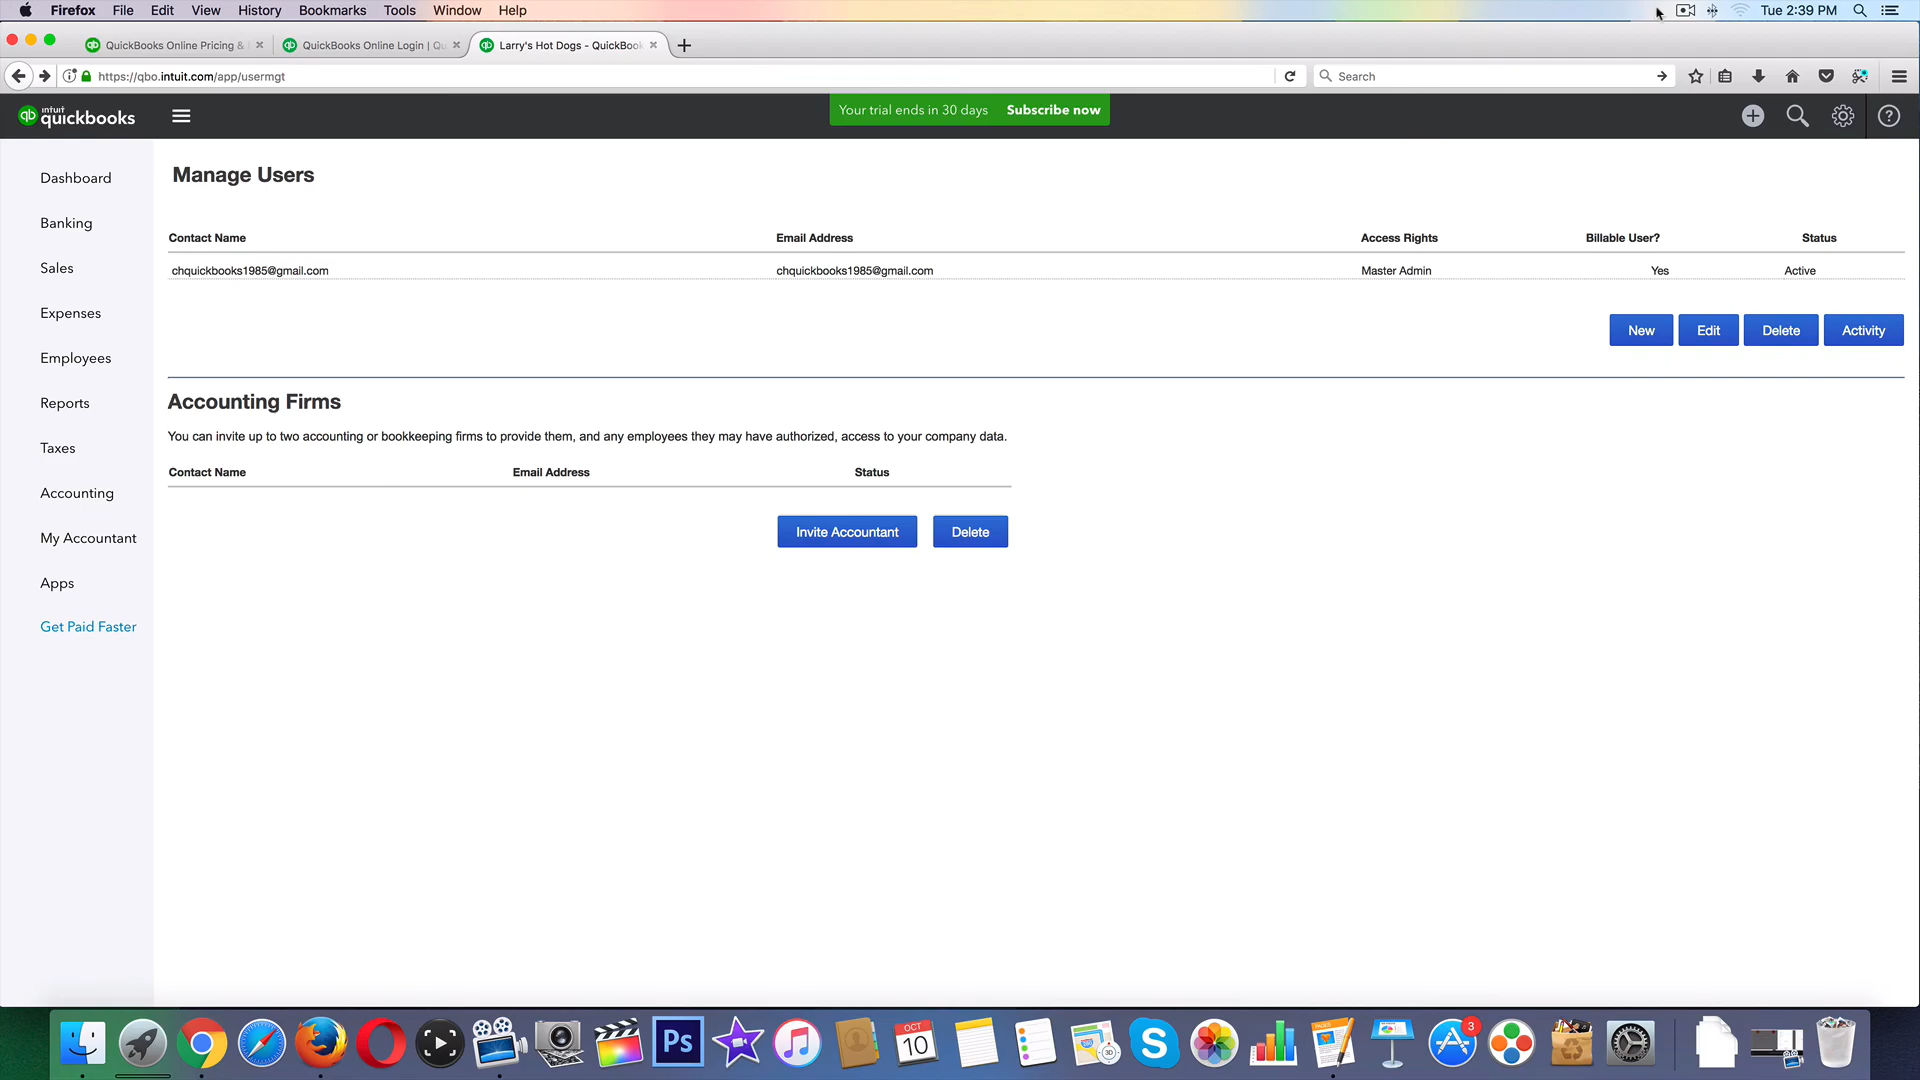 Firefox File Edit View History Bookmarks Tools Window Help Tue 2:39 PM
QuickBooks Online Pricing & QuickBooks Online Login | Qu Larry's Hot Dogs - QuickBook
https://qbo.intuit.com/app/usermgt Search
intuit quickbooks Your trial ends in 30 days Subscribe now
Manage Users
Dashboard
Banking
Sales
Expenses
Employees
Reports
Taxes
Accounting
My Accountant
Apps
Get Paid Faster
Contact Name Email Address Access Rights Billable User? Status
chquickbooks1985@gmail.com chquickbooks1985@gmail.com Master Admin Yes Active
New Edit Delete Activity
Accounting Firms
You can invite up to two accounting or bookkeeping firms to provide them, and any employees they may have authorized, access to your company data.
Contact Name Email Address Status
Invite Accountant Delete
Ps OCT 10 3